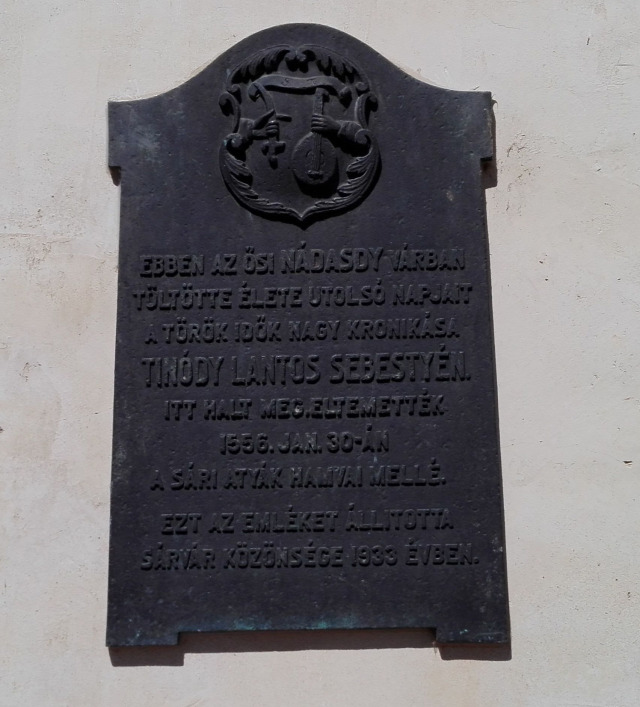 EBBEN AZ ŐSI NÁDASDY VÁRBAN
TÖLTÖTTE ÉLETE UTOLSÓ NAPJAIT
A TÖRÖK IDŐK NAGY KRONIKÁSA
TINÓDY LANTOS SEBESTYÉN.
ITT HALT MEG, ELTEMETTÉK
1556. JAN. 30-ÁN
A SÁRI ATYÁK HAMVAI MELLÉ.
EZT AZ EMLÉKET ÁLLITOTTA
SÁRVÁR KÖZÖNSÉGE 1933 ÉVBEN.